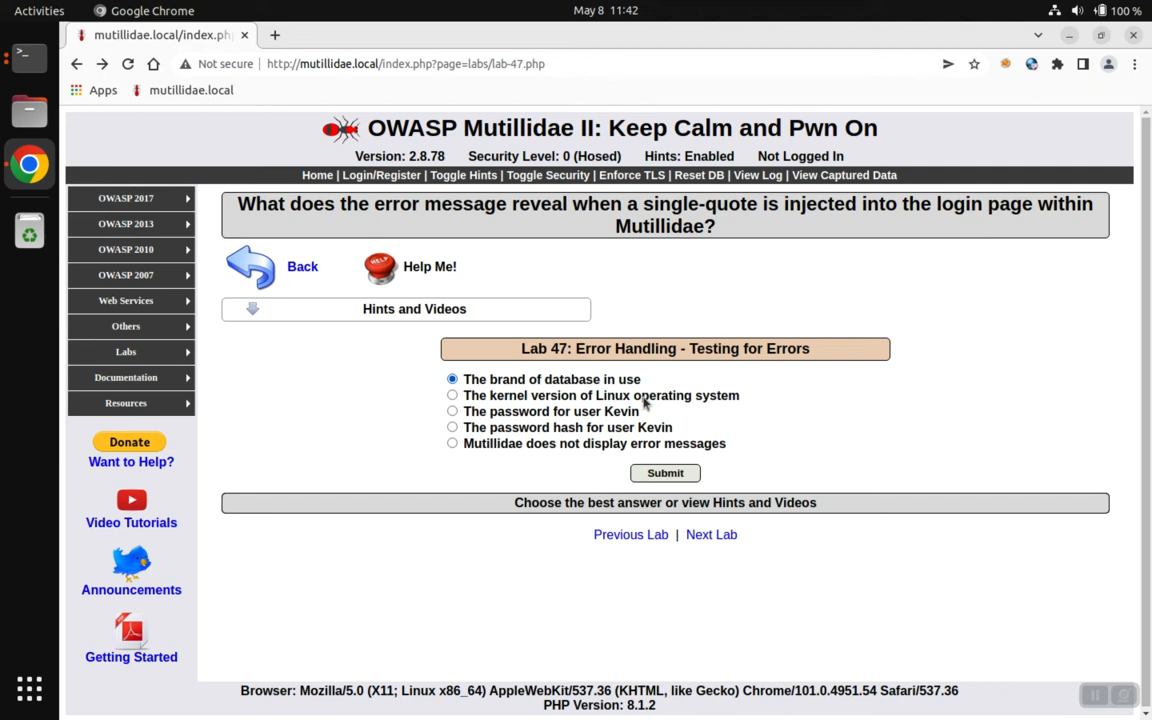 Activities
Google Chrome
May 8 11:42
100 %
mutillidae.local/index.ph
Not secure
http://mutillidae.local/index.php?page=labs/lab-47.php
Apps
mutillidae.local
OWASP Mutillidae II: Keep Calm and Pwn On
Version: 2.8.78 Security Level: 0 (Hosed) Hints: Enabled Not Logged In
Home | Login/Register | Toggle Hints | Toggle Security | Enforce TLS | Reset DB | View Log | View Captured Data
OWASP 2017
OWASP 2013
OWASP 2010
OWASP 2007
Web Services
Others
Labs
Documentation
Resources
Donate
Want to Help?
Video Tutorials
Announcements
Getting Started
What does the error message reveal when a single-quote is injected into the login page within
Mutillidae?
Back
HELP
Help Me!
Hints and Videos
Lab 47: Error Handling - Testing for Errors
The brand of database in use
The kernel version of Linux operating system
The password for user Kevin
The password hash for user Kevin
Mutillidae does not display error messages
Submit
Choose the best answer or view Hints and Videos
Previous Lab | Next Lab
Browser: Mozilla/5.0 (X11; Linux x86_64) AppleWebKit/537.36 (KHTML, like Gecko) Chrome/101.0.4951.54 Safari/537.36
PHP Version: 8.1.2